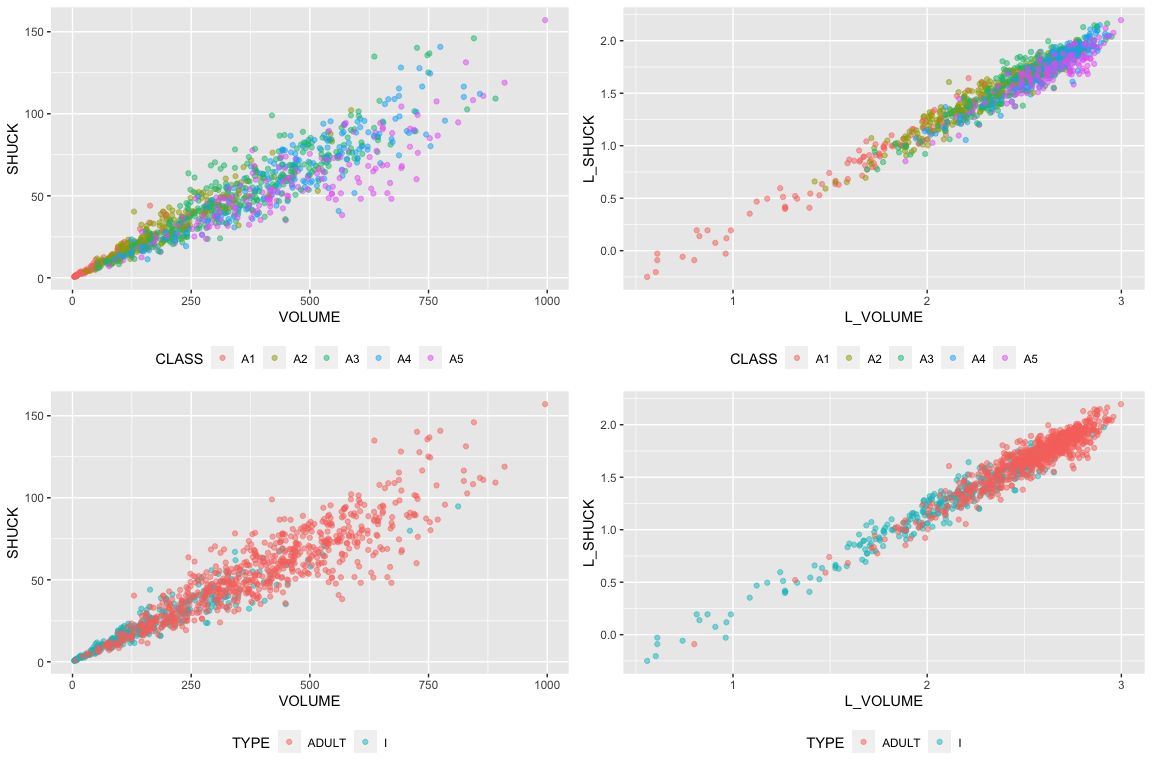 150
100
50
0
SHUCK
0 250 500 750 1000
VOLUME
CLASS A1 A2 A3 A4 A5
2.0
1.5
1.0
0.5
0.0
L_SHUCK
1 2 3
L_VOLUME
CLASS A1 A2 A3 A4 A5
150
100
50
0
SHUCK
0 250 500 750 1000
VOLUME
TYPE ADULT I
2.0
1.5
1.0
0.5
0.0
L_SHUCK
1 2 3
L_VOLUME
TYPE ADULT I